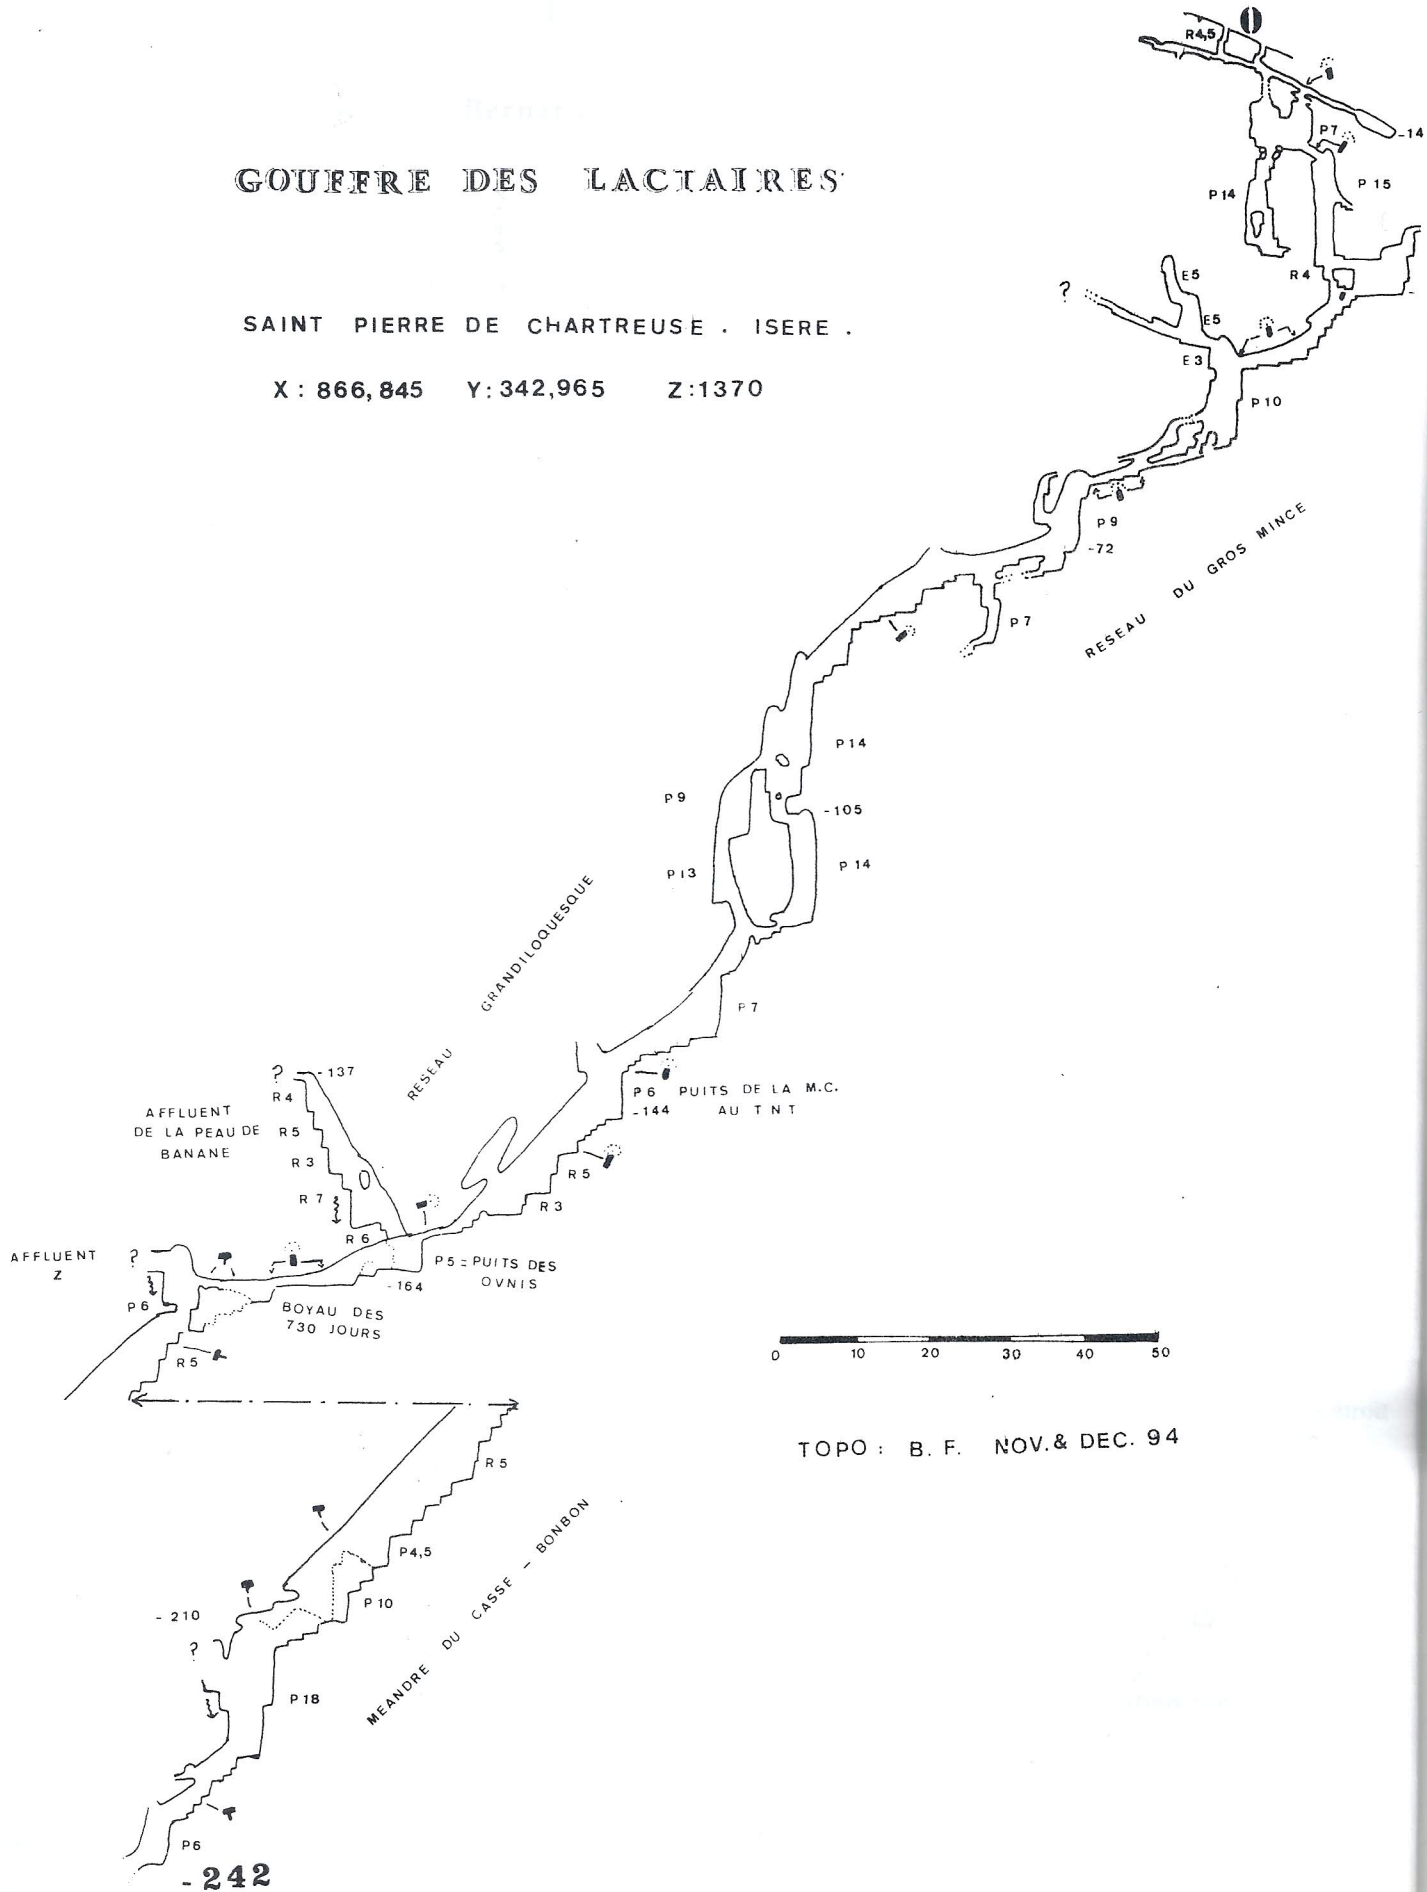 GOUFFRE DES LACTAIRES
SAINT PIERRE DE CHARTREUSE . ISERE .
X : 866,845 Y : 342,965 Z : 1370
0
R4,5
-14
P7
P 15
P14
R4
E5
?
E5
E3
P10
P9
-72
RESEAU DU GROS MINCE
P7
P14
P9
-105
P13
P 14
RESEAU GRANDILOQUESQUE
P7
? -137
R4
P6 PUITS DE LA M.C.
-144 AU TNT
AFFLUENT
DE LA PEAU DE
BANANE
R5
R3
R5
R7
R3
R6
AFFLUENT
Z
?
P5 = PUITS DES
OVNIS
-164
P6
BOYAU DES
730 JOURS
R5
0 10 20 30 40 50
TOPO : B. F. NOV. & DEC. 94
R5
P4,5
P10
MEANDRE DU CASSE - BONBON
- 210
?
P18
P6
- 242